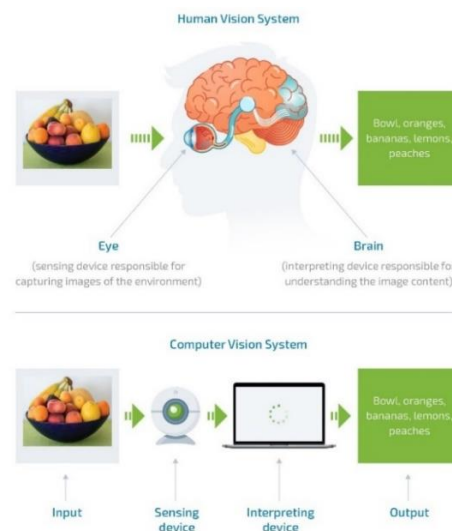 Human Vision System
Bowl, oranges,
bananas, lemons,
peaches
Eye
(sensing device responsible for
capturing images of the environment)
Brain
(interpreting device responsible fo
understanding the image content)
Computer Vision System
Bowl, oranges,
bananas, lemons,
peaches
Input
Sensing
device
Interpreting
device
Output